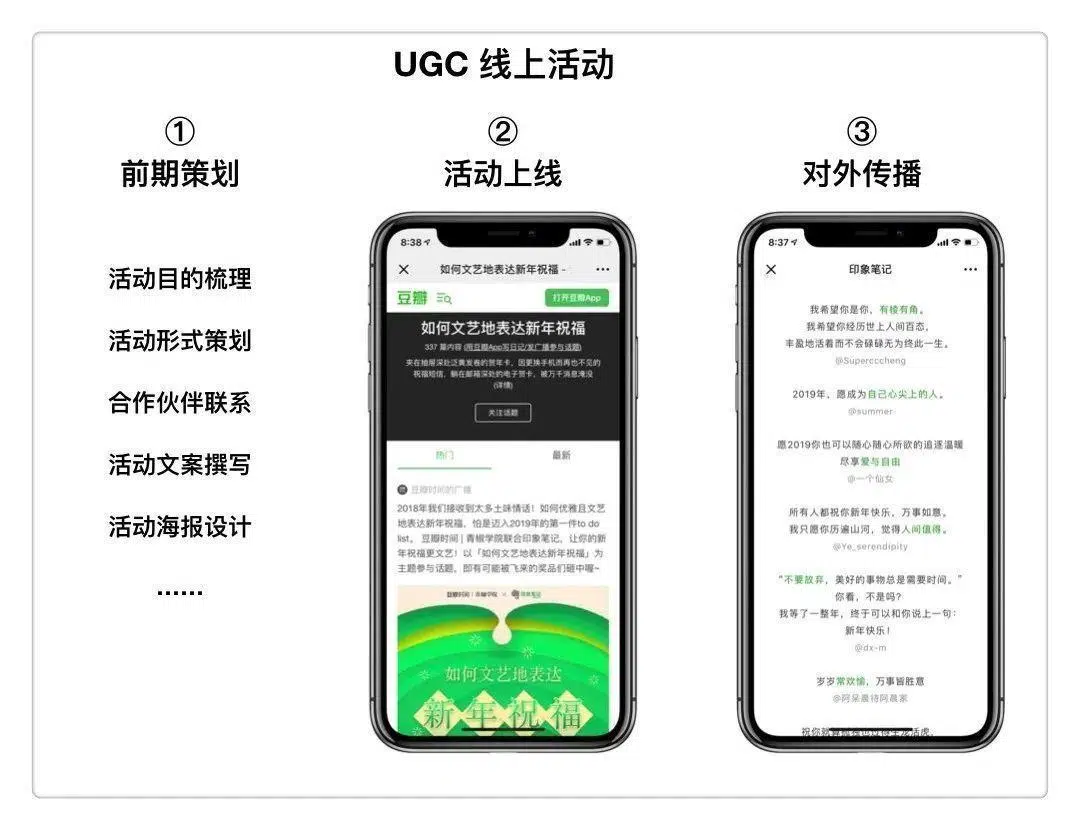 UGC 线上活动
①
前期策划
活动目的梳理
活动形式策划
合作伙伴联系
活动文案撰写
活动海报设计
......
②
活动上线
8:38
如何文艺地表达新年祝福 -
豆瓣
打开豆瓣App
如何文艺地表达新年祝福
337 篇内容 (用豆瓣App写日记/发广播参与话题)
夹在抽屉深处泛黄发卷的贺年卡，因更换手机而再也不见的
祝福短信，躺在邮箱深处的电子贺卡，被万千消息淹没
(详情)
关注话题
热门
最新
豆瓣时间的广播
2018年我们接收到太多土味情话！如何优雅且文艺
地表达新年祝福，怕是迈入2019年的第一件to do
list。 豆瓣时间 | 青椒学院联合印象笔记，让你的新
年祝福更文艺！以「如何文艺地表达新年祝福」为
主题参与话题，即有可能被飞来的奖品们砸中喔~
豆瓣时间 | 青椒学院 × 印象笔记
如何文艺地表达
新年祝福
③
对外传播
8:37
印象笔记
我希望你是你，有棱有角。
我希望你经历世上人间百态，
丰盈地活着而不会碌碌无为终此一生。
@Supercccheng
2019年，愿成为自己心尖上的人。
@summer
愿2019你也可以随心随心所欲的追逐温暖
尽享爱与自由
@一个仙女
所有人都祝你新年快乐，万事如意。
我只愿你历遍山河，觉得人间值得。
@Ye_serendipity
“不要放弃，美好的事物总是需要时间。”
你看，不是吗？
我等了一整年，终于可以和你说上一句：
新年快乐！
@dx-m
岁岁常欢愉，万事皆胜意
@阿呆晨待阿晨家